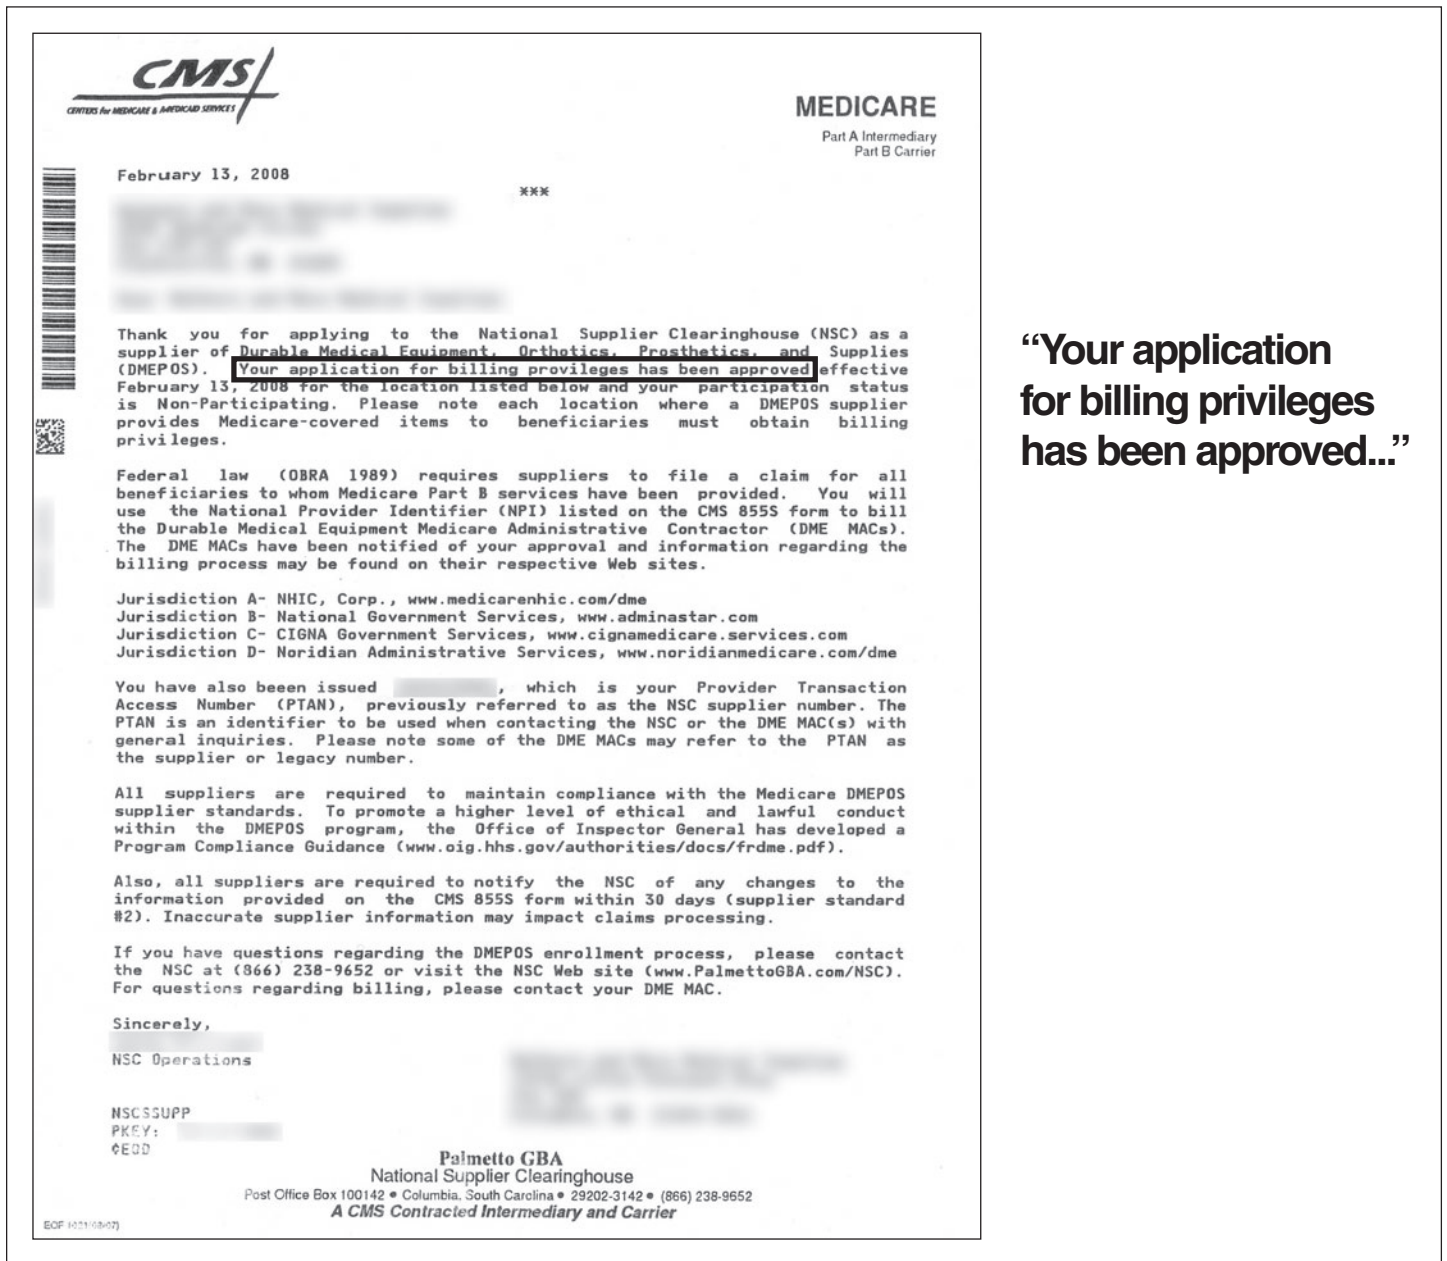 CMS
CENTERS for MEDICARE & MEDICAID SERVICES
MEDICARE
Part A Intermediary
Part B Carrier
February 13, 2008
***
Thank you for applying to the National Supplier Clearinghouse (NSC) as a
supplier of Durable Medical Equipment, Orthotics, Prosthetics, and Supplies
(DMEPOS). Your application for billing provileges has been approved effective
February 13, 2008 for the location listed below and your participation status
is Non-Participating. Please note each location where a DMEPOS supplier
provides Medicare-covered items to beneficiaries must obtain billing
privileges.
Federal law (OBRA 1989) requires suppliers to file a claim for all
beneficiaries to whom Medicare Part B services have been provided. You will
use the National Provider Identifier (NPI) listed on the CMS 855S form to bill
the Durable Medical Equipment Medicare Administrative Contractor (DME MACs).
The DME MACs have been notified of your approval and information regarding the
billing process may be found on their respective Web sites.
Jurisdiction A- NHIC, Corp., www.medicarenhic.com/dme
Jurisdiction B- National Government Services, www.adminastar.com
Jurisdiction C- CIGNA Government Services, www.cignamedicare.services.com
Jurisdiction D- Noridian Administrative Services, www.noridianmedicare.com/dme
You have also beeen issued , which is your Provider Transaction
Access Number (PTAN), previously referred to as the NSC supplier number. The
PTAN is an identifier to be used when contacting the NSC or the DME MAC(s) with
general inquiries. Please note some of the DME MACs may refer to the PTAN as
the supplier or legacy number.
All suppliers are required to maintain compliance with the Medicare DMEPOS
supplier standards. To promote a higher level of ethical and lawful conduct
within the DMEPOS program, the Office of Inspector General has developed a
Program Compliance Guidance (www.oig.hhs.gov/authorities/docs/frdme.pdf).
Also, all suppliers are required to notify the NSC of any changes to the
information provided on the CMS 855S form within 30 days (supplier standard
#2). Inaccurate supplier information may impact claims processing.
If you have questions regarding the DMEPOS enrollment process, please contact
the NSC at (866) 238-9652 or visit the NSC Web site (www.PalmettoGBA.com/NSC).
For questions regarding billing, please contact your DME MAC.
Sincerely,
NSC Operations
NSCSSUPP
PKEY:
¢EOD
Palmetto GBA
National Supplier Clearinghouse
Post Office Box 100142 • Columbia, South Carolina • 29202-3142 • (866) 238-9652
A CMS Contracted Intermediary and Carrier
“Your application
for billing privileges
has been approved...”